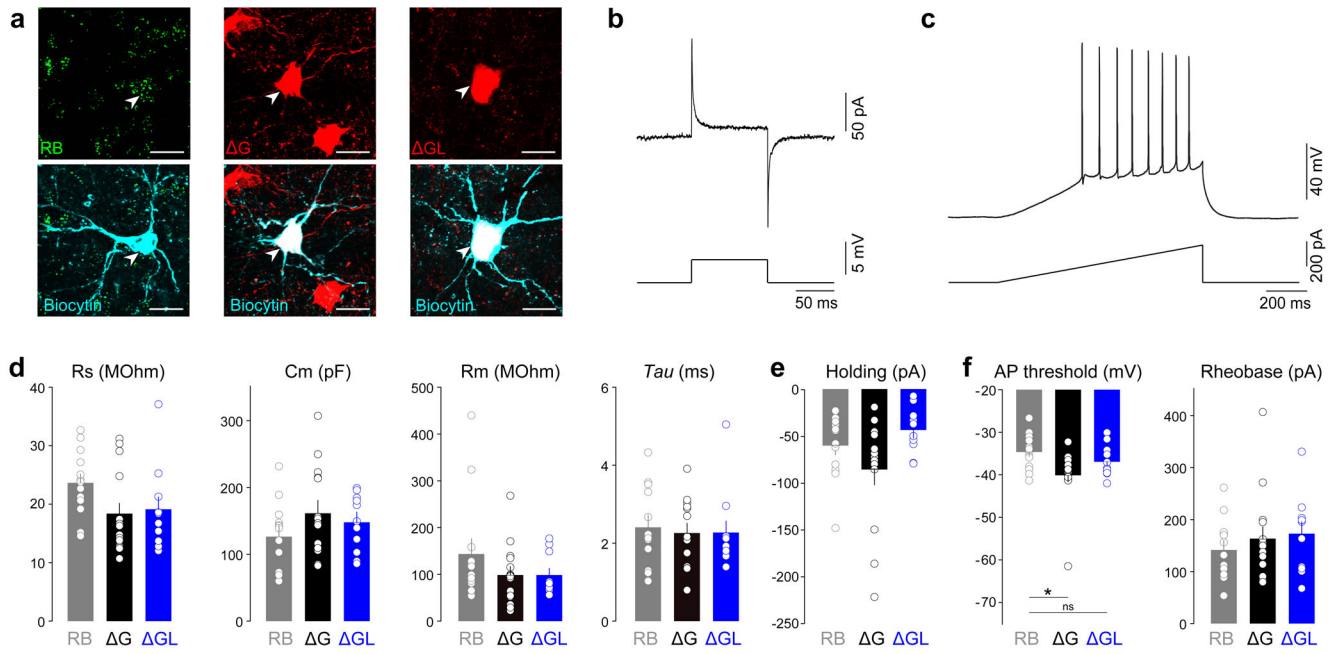 a
RB
ΔG
ΔGL
Biocytin
Biocytin
Biocytin
b
50 pA
5 mV
50 ms
c
40 mV
200 pA
200 ms
d
Rs (MOhm)
40
30
20
10
0
RB ΔG ΔGL
Cm (pF)
300
200
100
0
RB ΔG ΔGL
Rm (MOhm)
500
400
300
200
100
0
RB ΔG ΔGL
Tau (ms)
6
4
2
0
RB ΔG ΔGL
e
Holding (pA)
0
-50
-100
-150
-200
-250
RB ΔG ΔGL
f
AP threshold (mV)
-20
-30
-40
-50
-60
-70
*
ns
RB ΔG ΔGL
Rheobase (pA)
400
300
200
100
0
RB ΔG ΔGL